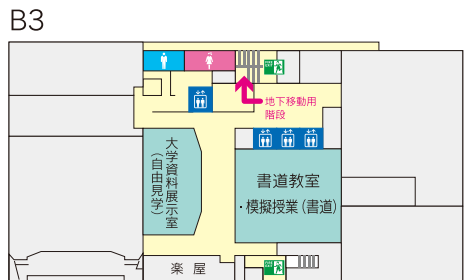 B3
地下移動用
階段
大学資料展示室
(自由見学)
書道教室
・模擬授業(書道)
楽屋